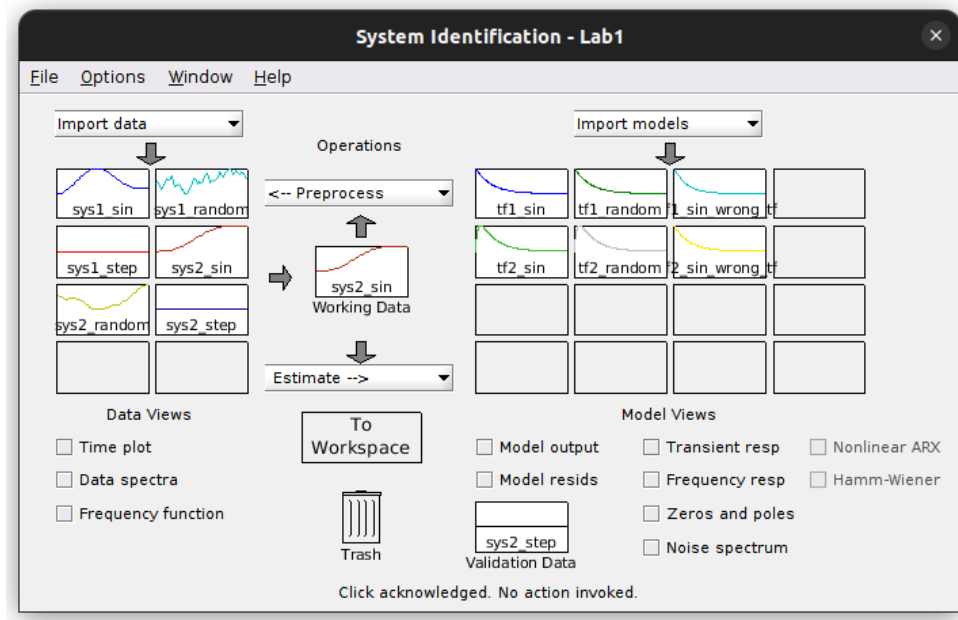 System Identification - Lab1
File Options Window Help
Import data
Import models
Operations
<-- Preprocess
sys1_sin
sys1_random
tf1_sin
tf1_random
f1_sin_wrong_tf
sys1_step
sys2_sin
sys2_sin
Working Data
tf2_sin
tf2_random
f2_sin_wrong_tf
sys2_random
sys2_step
Estimate -->
Data Views
Model Views
To
Workspace
Time plot
Data spectra
Frequency function
Model output
Model resids
Transient resp
Frequency resp
Zeros and poles
Noise spectrum
Nonlinear ARX
Hamm-Wiener
Trash
sys2_step
Validation Data
Click acknowledged. No action invoked.